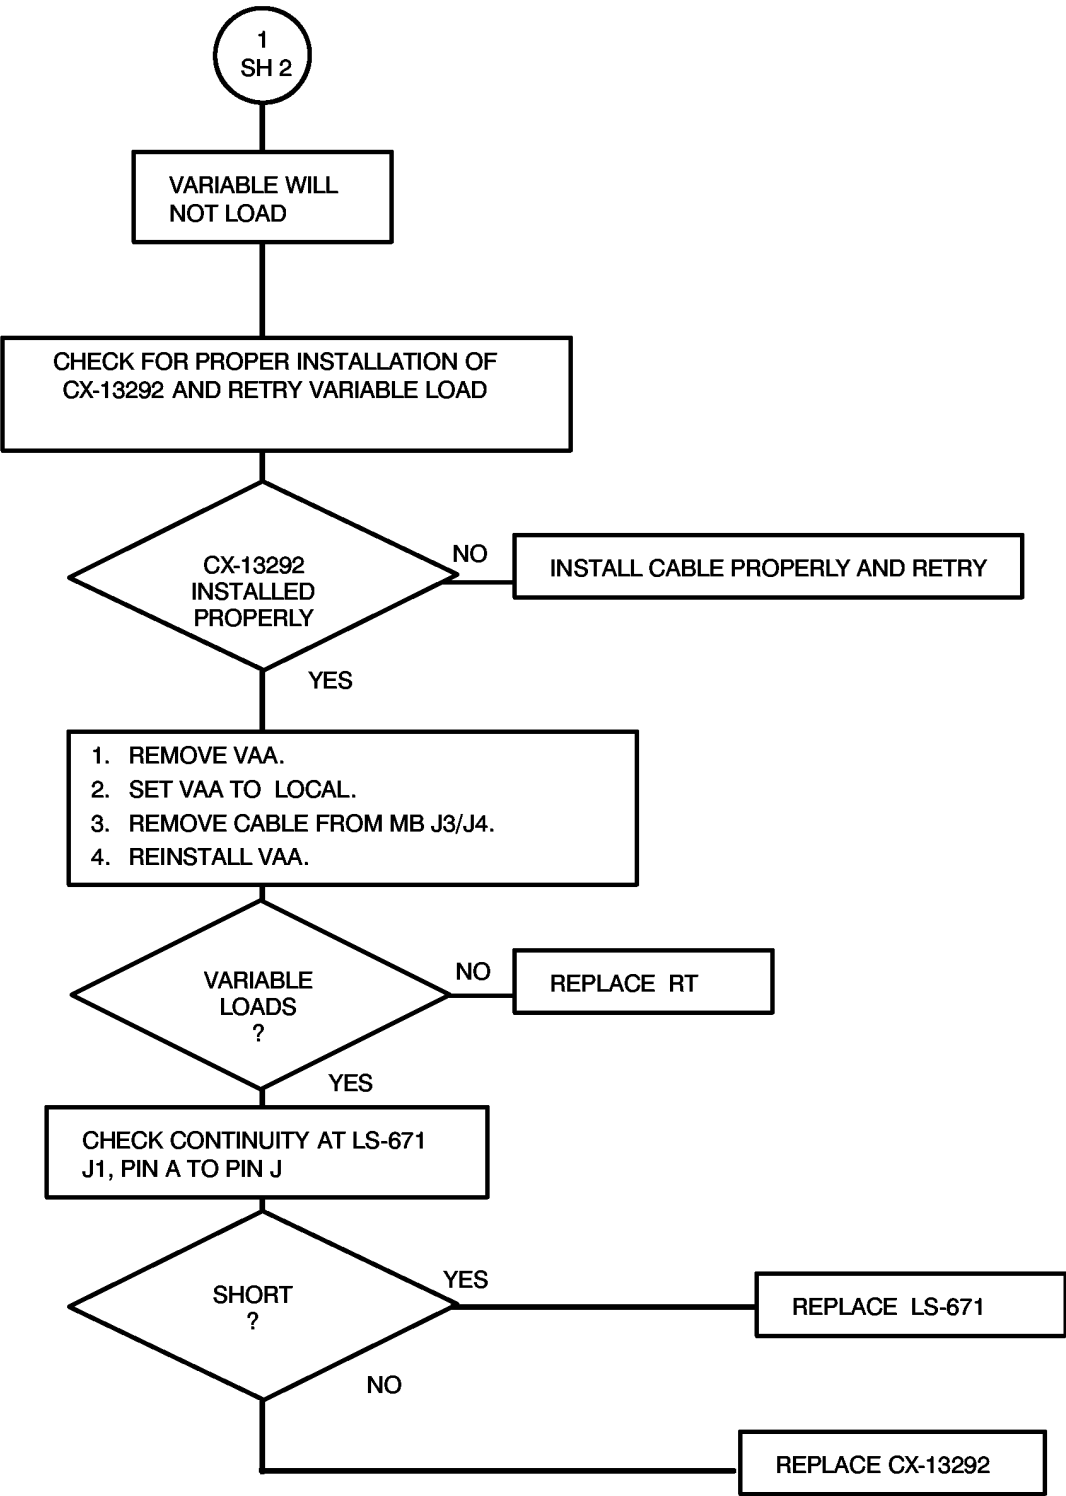 1
SH 2
VARIABLE WILL
NOT LOAD
CHECK FOR PROPER INSTALLATION OF
CX-13292 AND RETRY VARIABLE LOAD
CX-13292
INSTALLED
PROPERLY
NO
INSTALL CABLE PROPERLY AND RETRY
YES
1. REMOVE VAA.
2. SET VAA TO LOCAL.
3. REMOVE CABLE FROM MB J3/J4.
4. REINSTALL VAA.
VARIABLE
LOADS
?
NO
REPLACE RT
YES
CHECK CONTINUITY AT LS-671
J1, PIN A TO PIN J
SHORT
?
YES
REPLACE LS-671
NO
REPLACE CX-13292